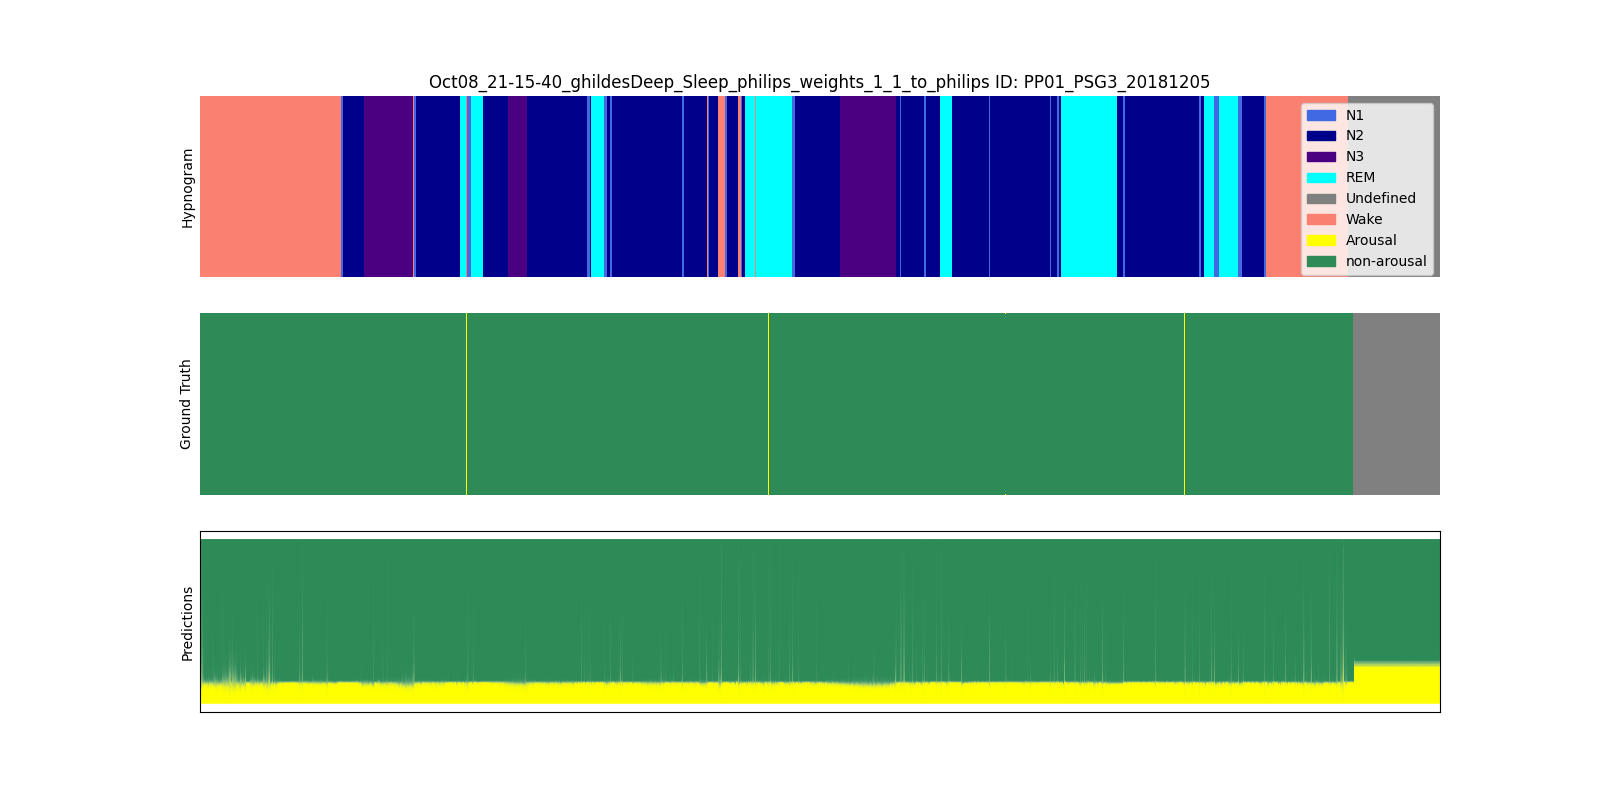 Oct08_21-15-40_ghildesDeep_Sleep_philips_weights_1_1_to_philips ID: PP01_PSG3_20181205
Hypnogram
N1
N2
N3
REM
Undefined
Wake
Arousal
non-arousal
Ground Truth
Predictions